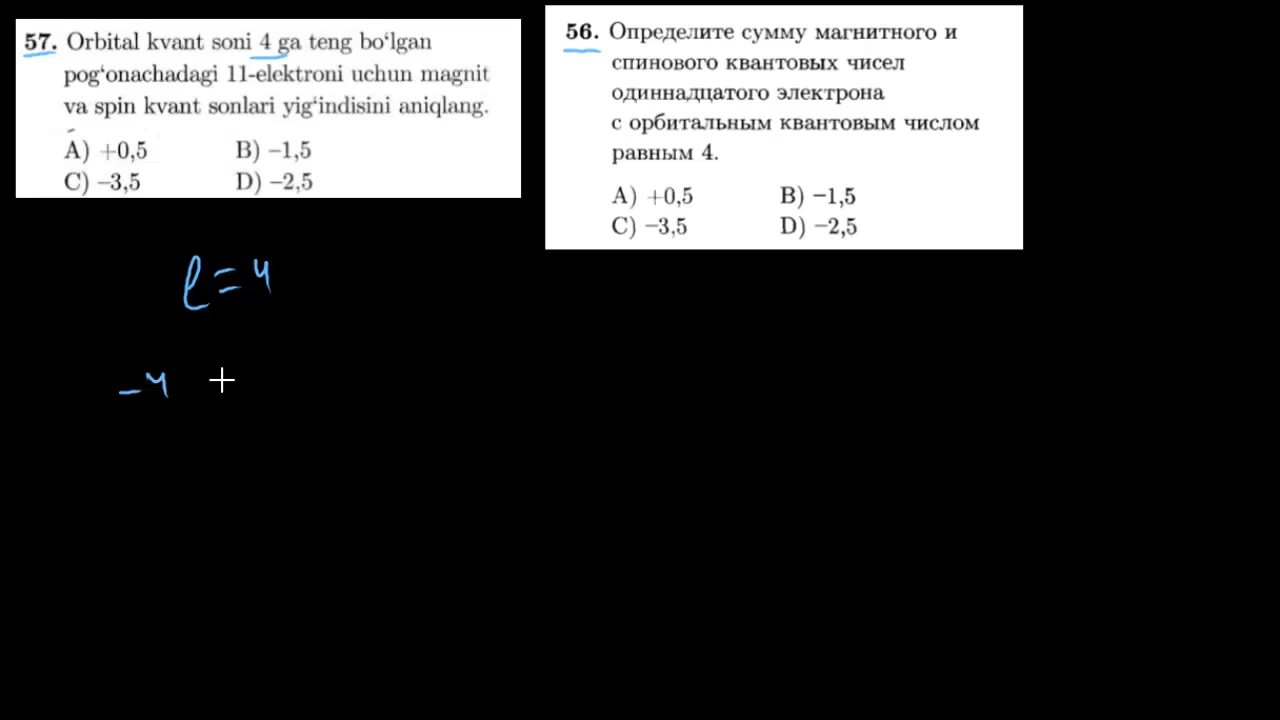 57. Orbital kvant soni 4 ga teng bo‘lgan
pog‘onachadagi 11-elektroni uchun magnit
va spin kvant sonlari yig‘indisini aniqlang.
A) +0,5 B) –1,5
C) –3,5 D) –2,5
56. Определите сумму магнитного и
спинового квантовых чисел
одиннадцатого электрона
с орбитальным квантовым числом
равным 4.
A) +0,5 B) –1,5
C) –3,5 D) –2,5
l = 4
–4